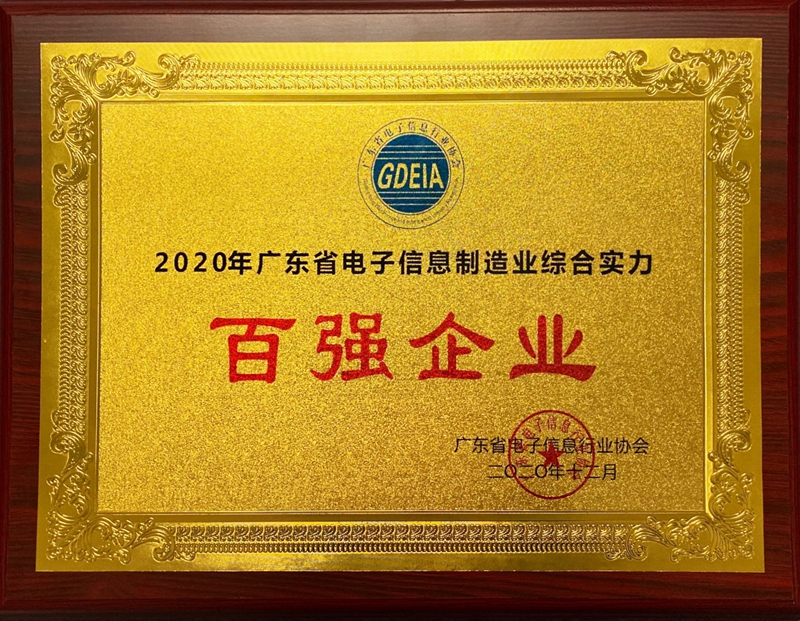 广东省电子信息行业协会
GDEIA
2020年广东省电子信息制造业综合实力
百强企业
广东省电子信息行业协会
二〇二〇年十二月